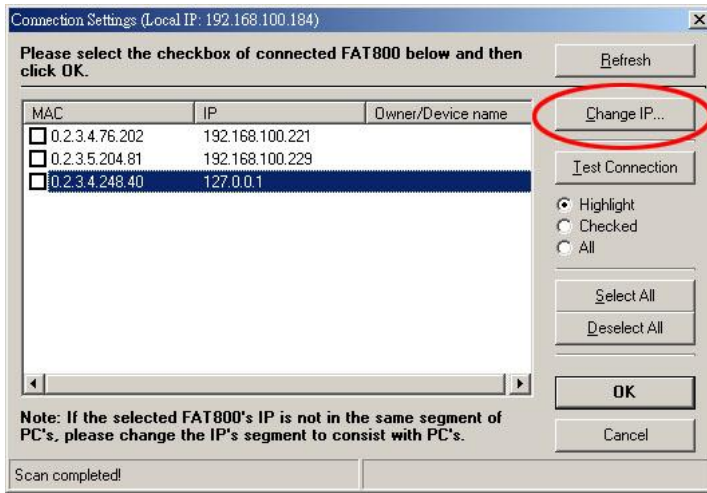 Connection Settings (Local IP: 192.168.100.184)
Please select the checkbox of connected FAT800 below and then
click OK.
Refresh
MAC IP Owner/Device name
Change IP...
0.2.3.4.76.202 192.168.100.221
0.2.3.5.204.81 192.168.100.229
0.2.3.4.248.40 127.0.0.1
Test Connection
Highlight
Checked
All
Select All
Deselect All
OK
Note: If the selected FAT800's IP is not in the same segment of
PC's, please change the IP's segment to consist with PC's.
Cancel
Scan completed!